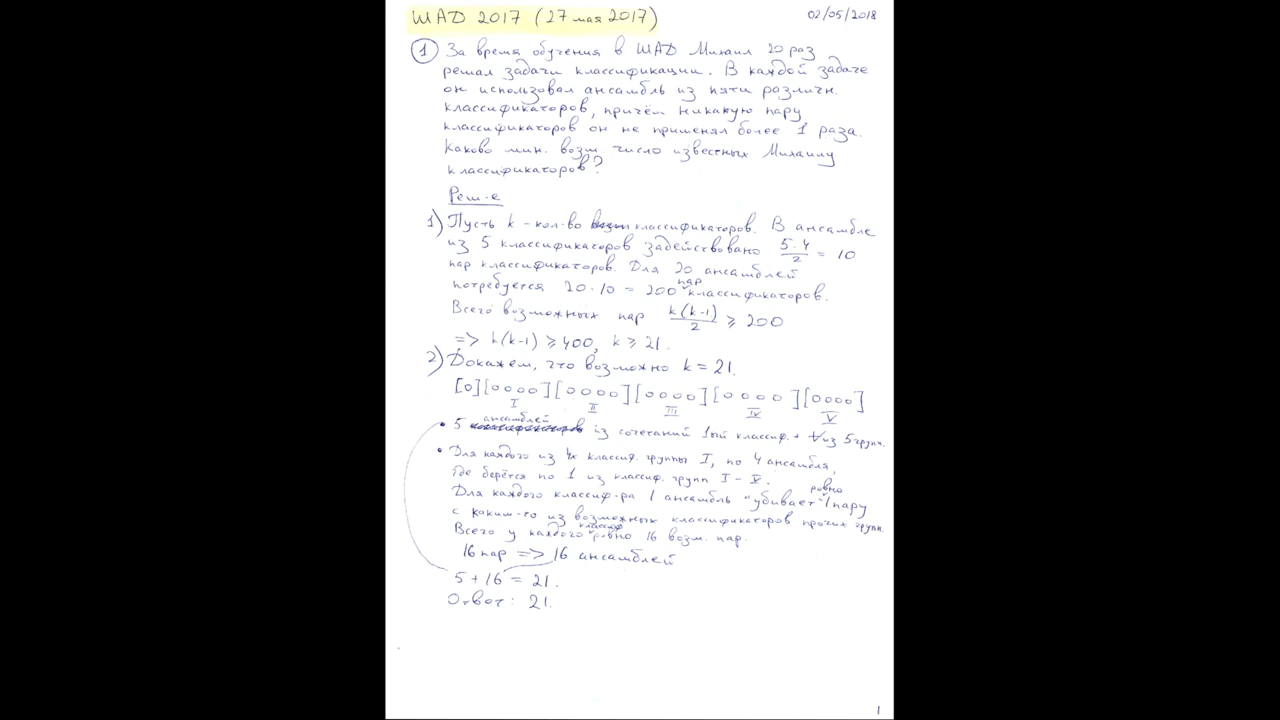 ШАД 2017 (27 мая 2017)
02/05/2018
① За время обучения в ШАД Михаил 20 раз
решал задачи классификации. В каждой задаче
он использовал ансамбль из пяти различн.
классификаторов, причём никакую пару
классификаторов он не применял более 1 раза.
Каково мин. возм. число известных Михаилу
классификаторов?
Реш-е
1) Пусть k - кол-во классификаторов. В ансамбле
из 5 классификаторов задействовано 5·4/2 = 10
пар классификаторов. Для 20 ансамблей
потребуется 20·10 = 200 пар классификаторов.
Всего возможных пар k(k-1)/2 ⩾ 200
=> k(k-1) ⩾ 400, k ⩾ 21.
2) Докажем, что возможно k = 21.
[0][0000][0000][0000][0000][0000]
I II III IV V
• 5 ансамблей из сочетаний 1ый классиф. + ∀ из 5 групп.
• Для каждого из 4х классиф. группы I, по 4 ансамбля,
где берётся по 1 из классиф. групп I - V.
Для каждого классиф-ра 1 ансамбль "убивает" ровно 1 пару
с каким-то из возможных классификаторов прочих групп.
Всего у каждого классиф. ровно 16 возм. пар.
16 пар => 16 ансамблей
5 + 16 = 21.
Ответ: 21.
1